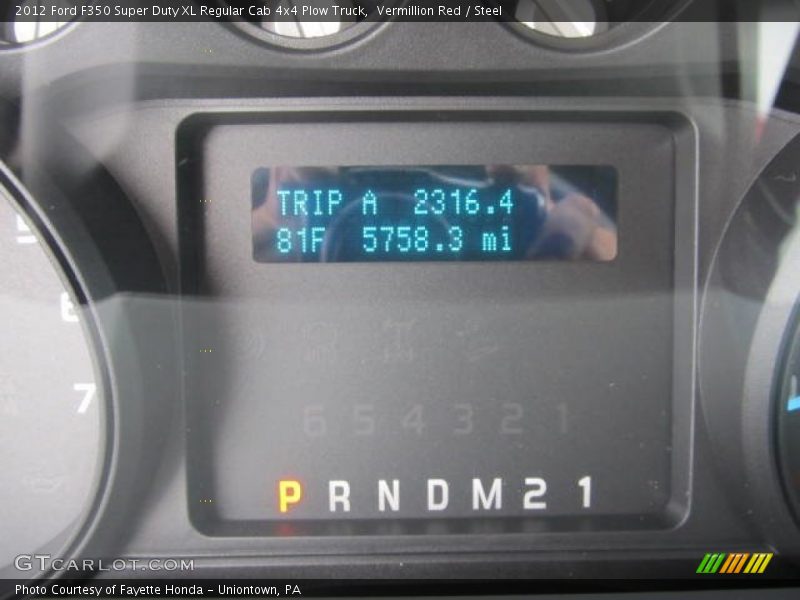 2012 Ford F350 Super Duty XL Regular Cab 4x4 Plow Truck,  Vermillion Red / Steel
TRIP A 2316.4
81F 5758.3 mi
5
6
7
6 5 4 3 2 1
P R N D M 2 1
GTCARLOT.COM
Photo Courtesy of Fayette Honda - Uniontown, PA